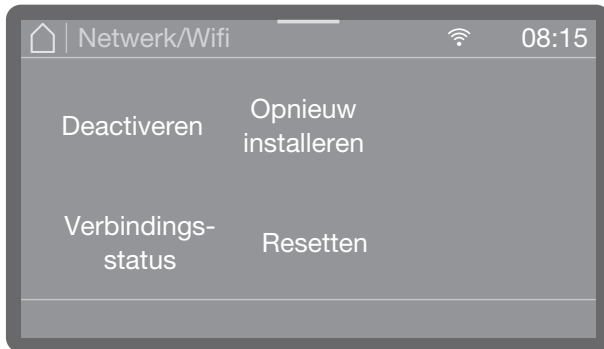 Netwerk/Wifi
08:15
Deactiveren
Opnieuw
installeren
Verbindings-
status
Resetten